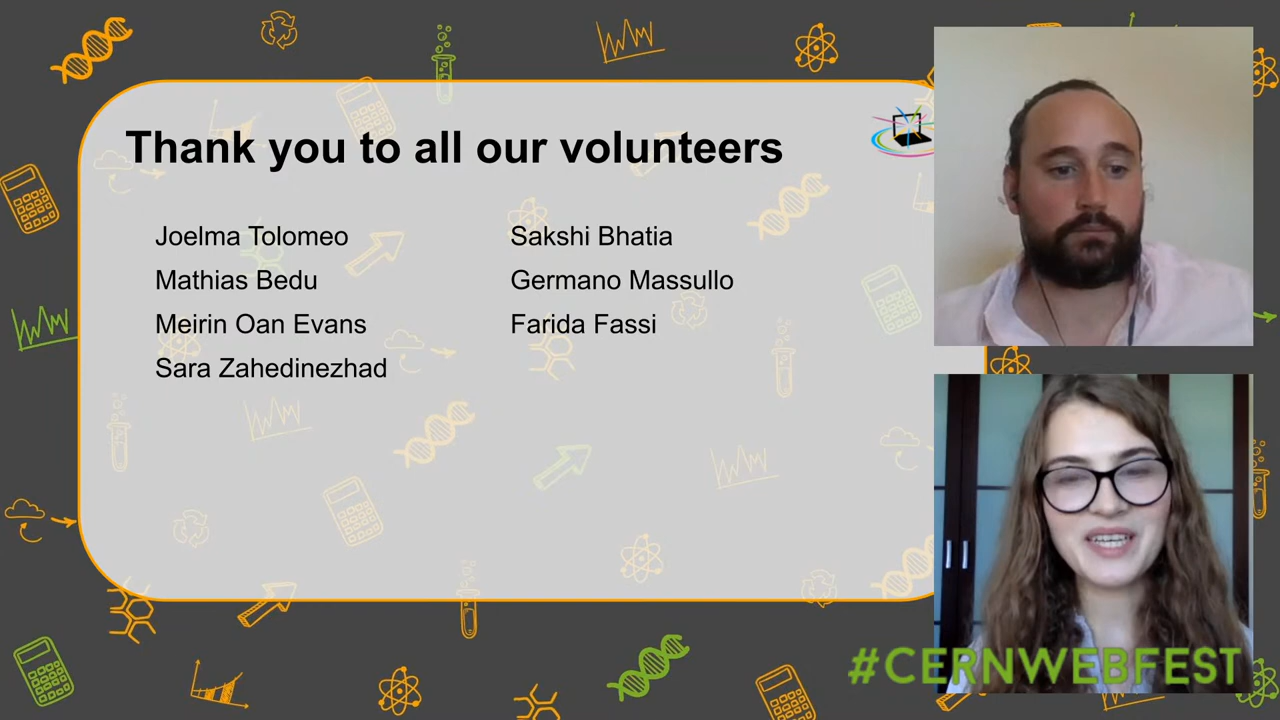 Thank you to all our volunteers
Joelma Tolomeo
Mathias Bedu
Meirin Oan Evans
Sara Zahedinezhad
Sakshi Bhatia
Germano Massullo
Farida Fassi
#CERNWEBFEST